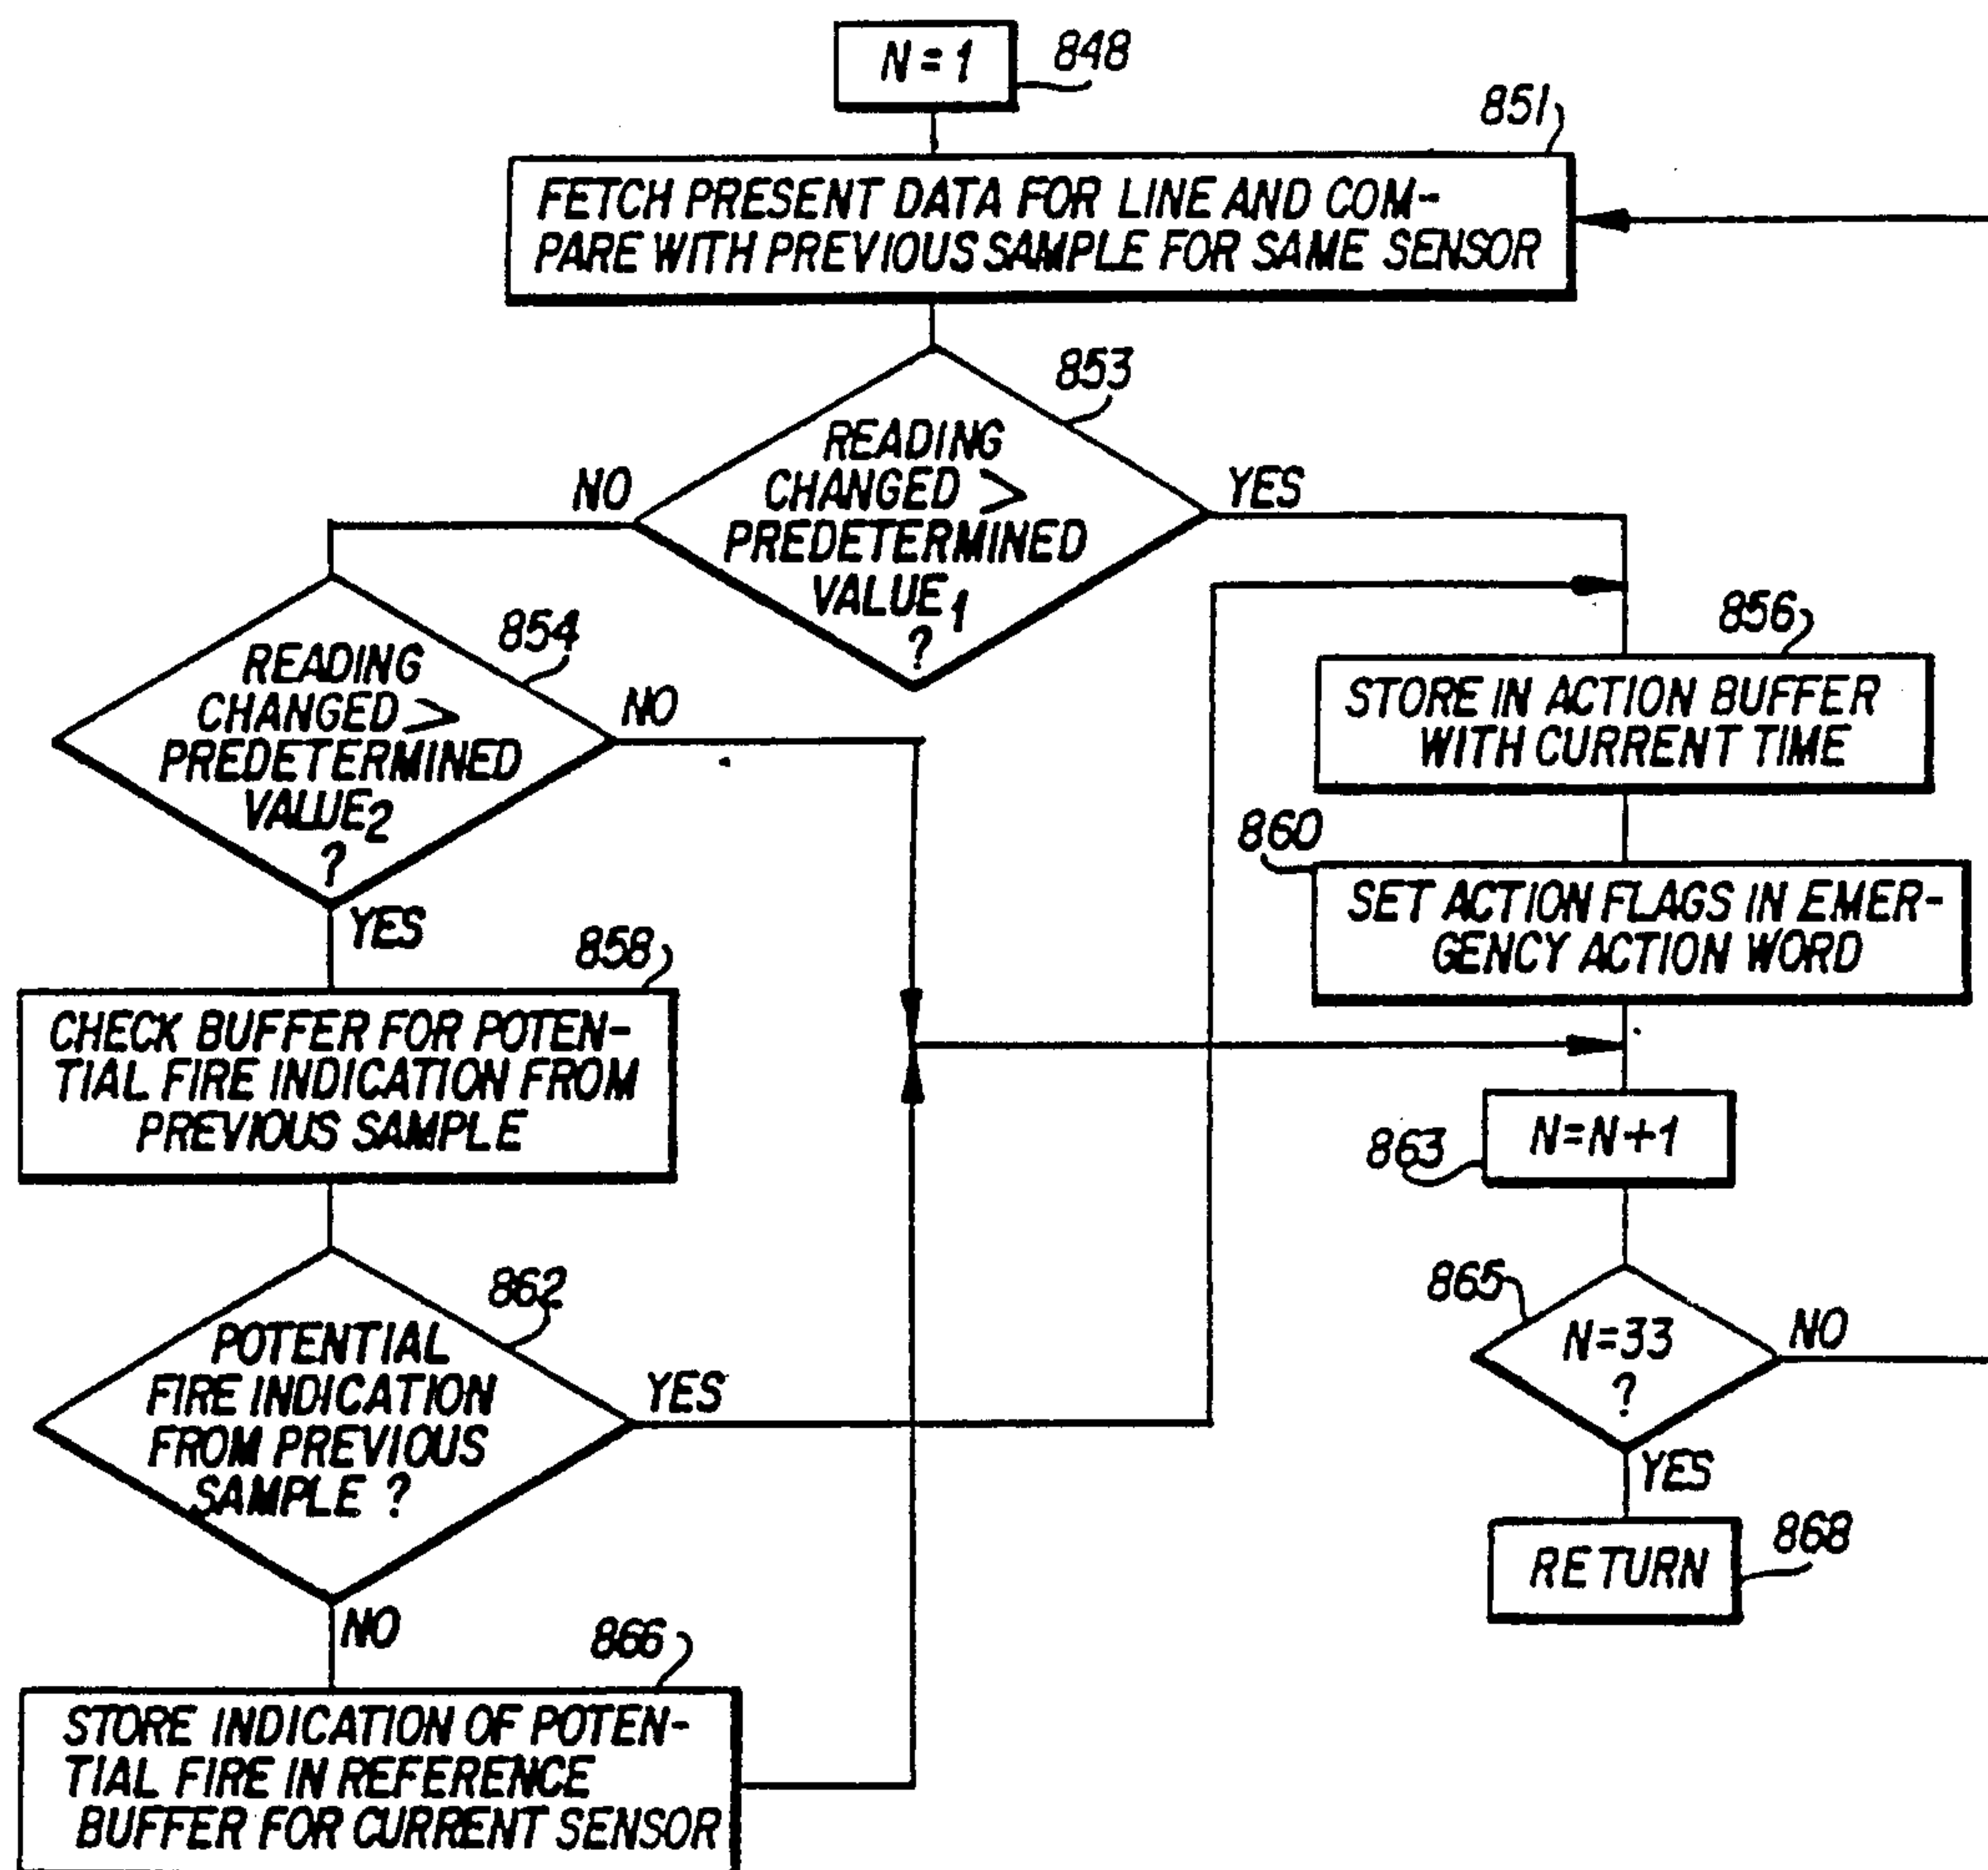 N=1
848
851
FETCH PRESENT DATA FOR LINE AND COM-
PARE WITH PREVIOUS SAMPLE FOR SAME SENSOR
853
READING
CHANGED >
PREDETERMINED
VALUE1
?
NO
YES
854
READING
CHANGED >
PREDETERMINED
VALUE2
?
NO
YES
856
STORE IN ACTION BUFFER
WITH CURRENT TIME
860
SET ACTION FLAGS IN EMER-
GENCY ACTION WORD
858
CHECK BUFFER FOR POTEN-
TIAL FIRE INDICATION FROM
PREVIOUS SAMPLE
863
N=N+1
862
POTENTIAL
FIRE INDICATION
FROM PREVIOUS
SAMPLE ?
YES
NO
865
N=33
?
NO
YES
RETURN
868
866
STORE INDICATION OF POTEN-
TIAL FIRE IN REFERENCE
BUFFER FOR CURRENT SENSOR